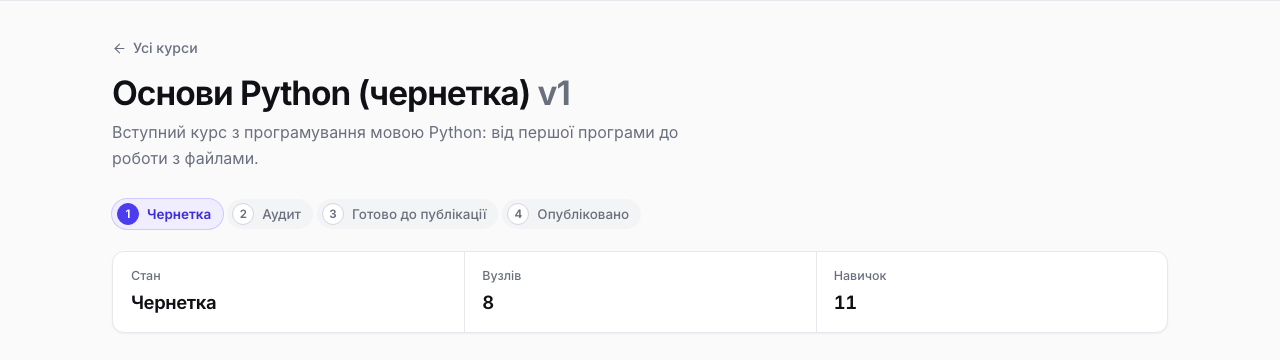 ← Усі курси
Основи Python (чернетка) v1
Вступний курс з програмування мовою Python: від першої програми до
роботи з файлами.
1 Чернетка 2 Аудит 3 Готово до публікації 4 Опубліковано
Стан Вузлів Навичок
Чернетка 8 11